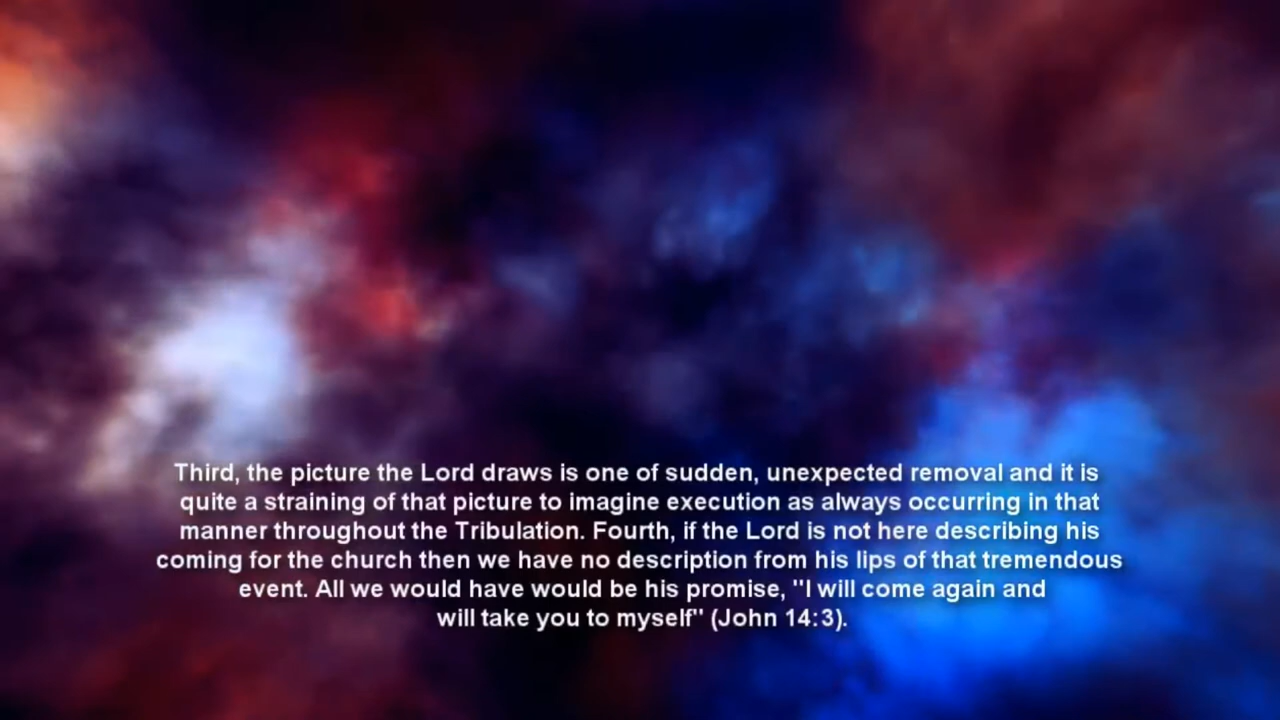 Third, the picture the Lord draws is one of sudden, unexpected removal and it is
quite a straining of that picture to imagine execution as always occurring in that
manner throughout the Tribulation. Fourth, if the Lord is not here describing his
coming for the church then we have no description from his lips of that tremendous
event. All we would have would be his promise, "I will come again and
will take you to myself" (John 14:3).